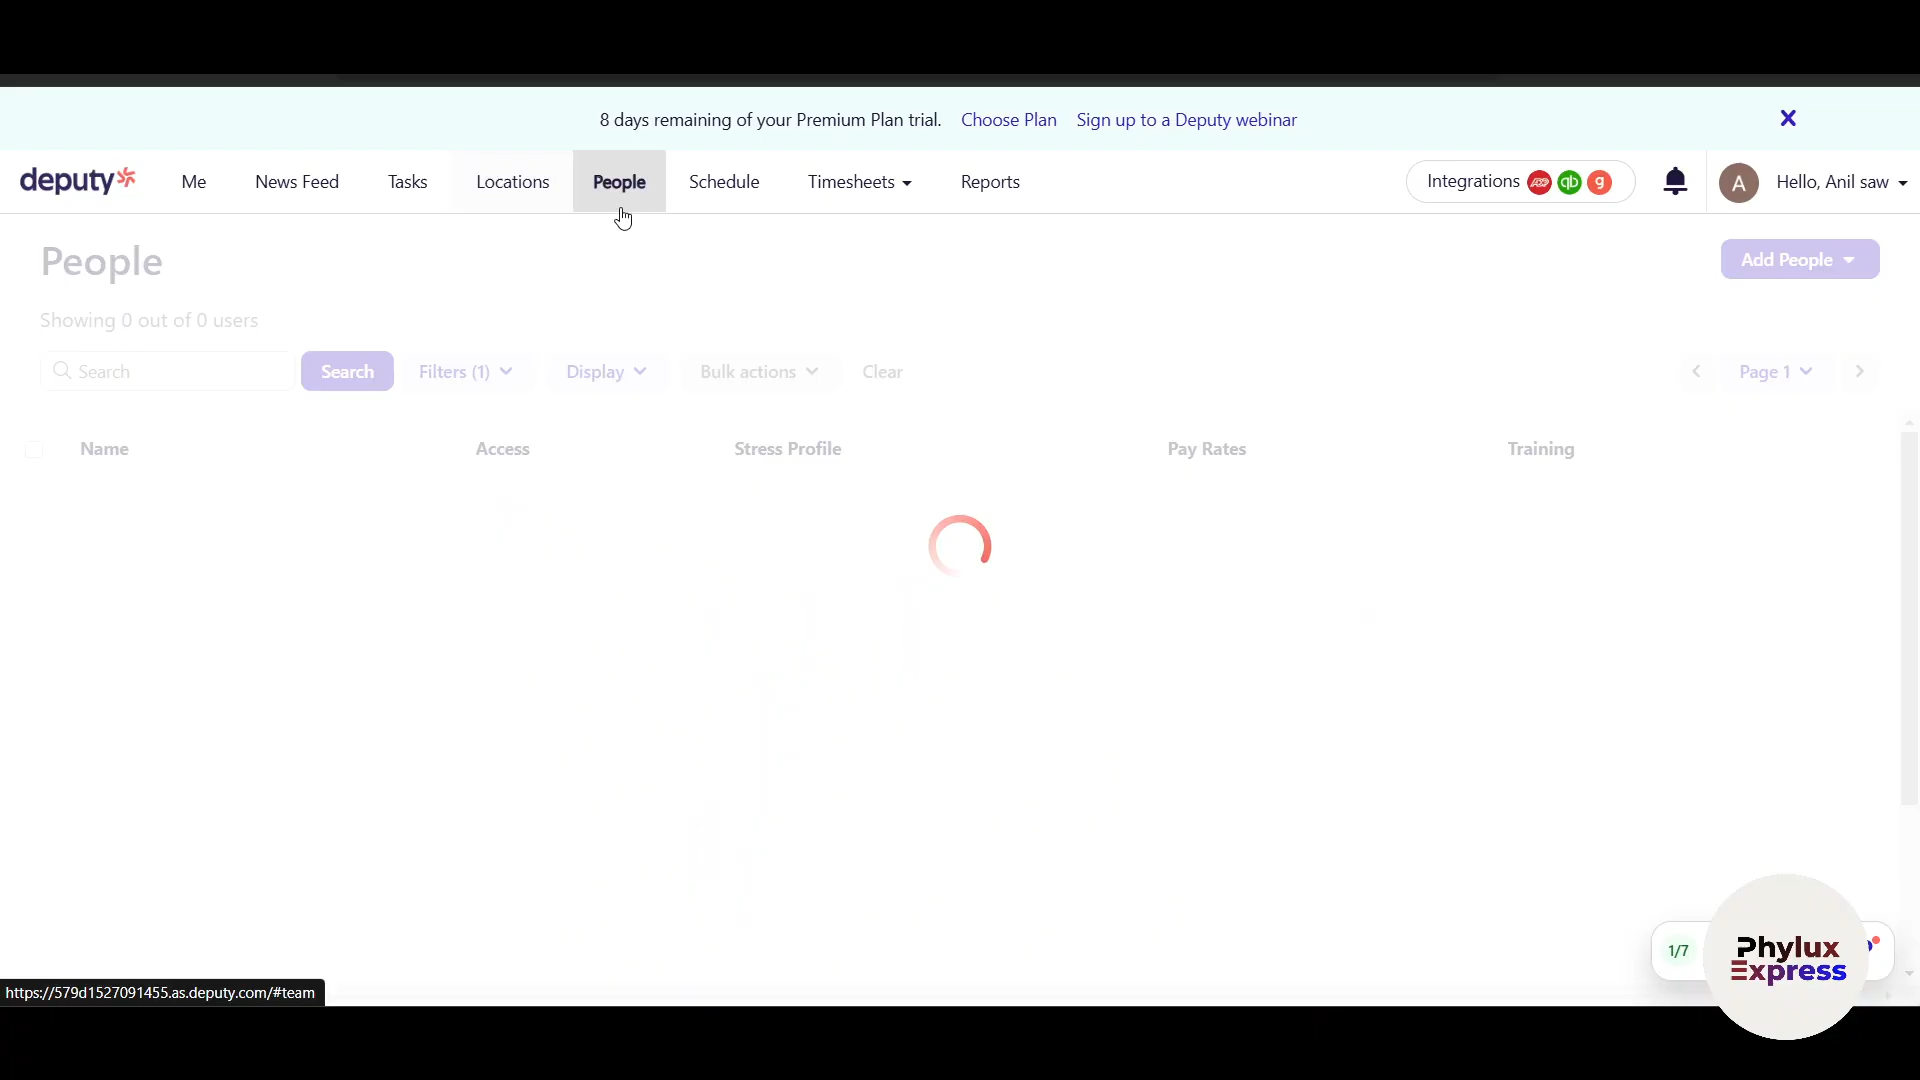 8 days remaining of your Premium Plan trial. Choose Plan Sign up to a Deputy webinar
deputy Me News Feed Tasks Locations People Schedule Timesheets Reports Integrations ADP qb g A Hello, Anil saw
People
Add People
Showing 0 out of 0 users
Search Search Filters (1) Display Bulk actions Clear Page 1
Name Access Stress Profile Pay Rates Training
1/7
Phylux
Express
https://579d1527091455.as.deputy.com/#team